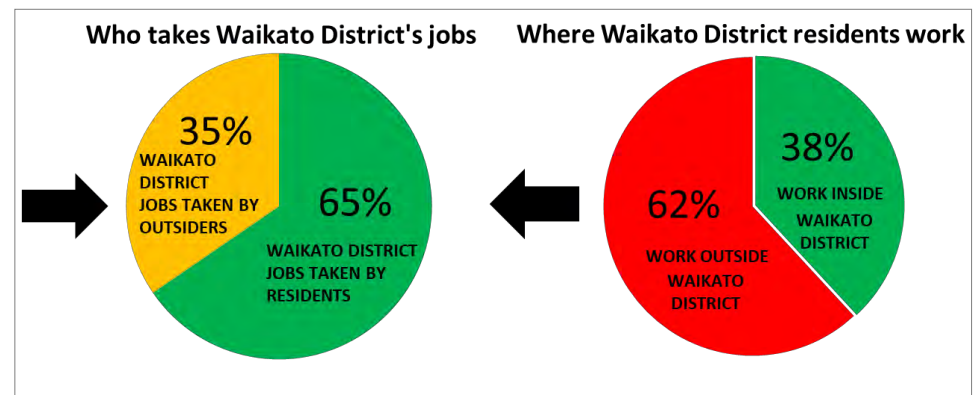 Who takes Waikato District's jobs
35%
WAIKATO
DISTRICT
JOBS TAKEN BY
OUTSIDERS
65%
WAIKATO DISTRICT
JOBS TAKEN BY
RESIDENTS
Where Waikato District residents work
62%
WORK OUTSIDE
WAIKATO
DISTRICT
38%
WORK INSIDE
WAIKATO
DISTRICT